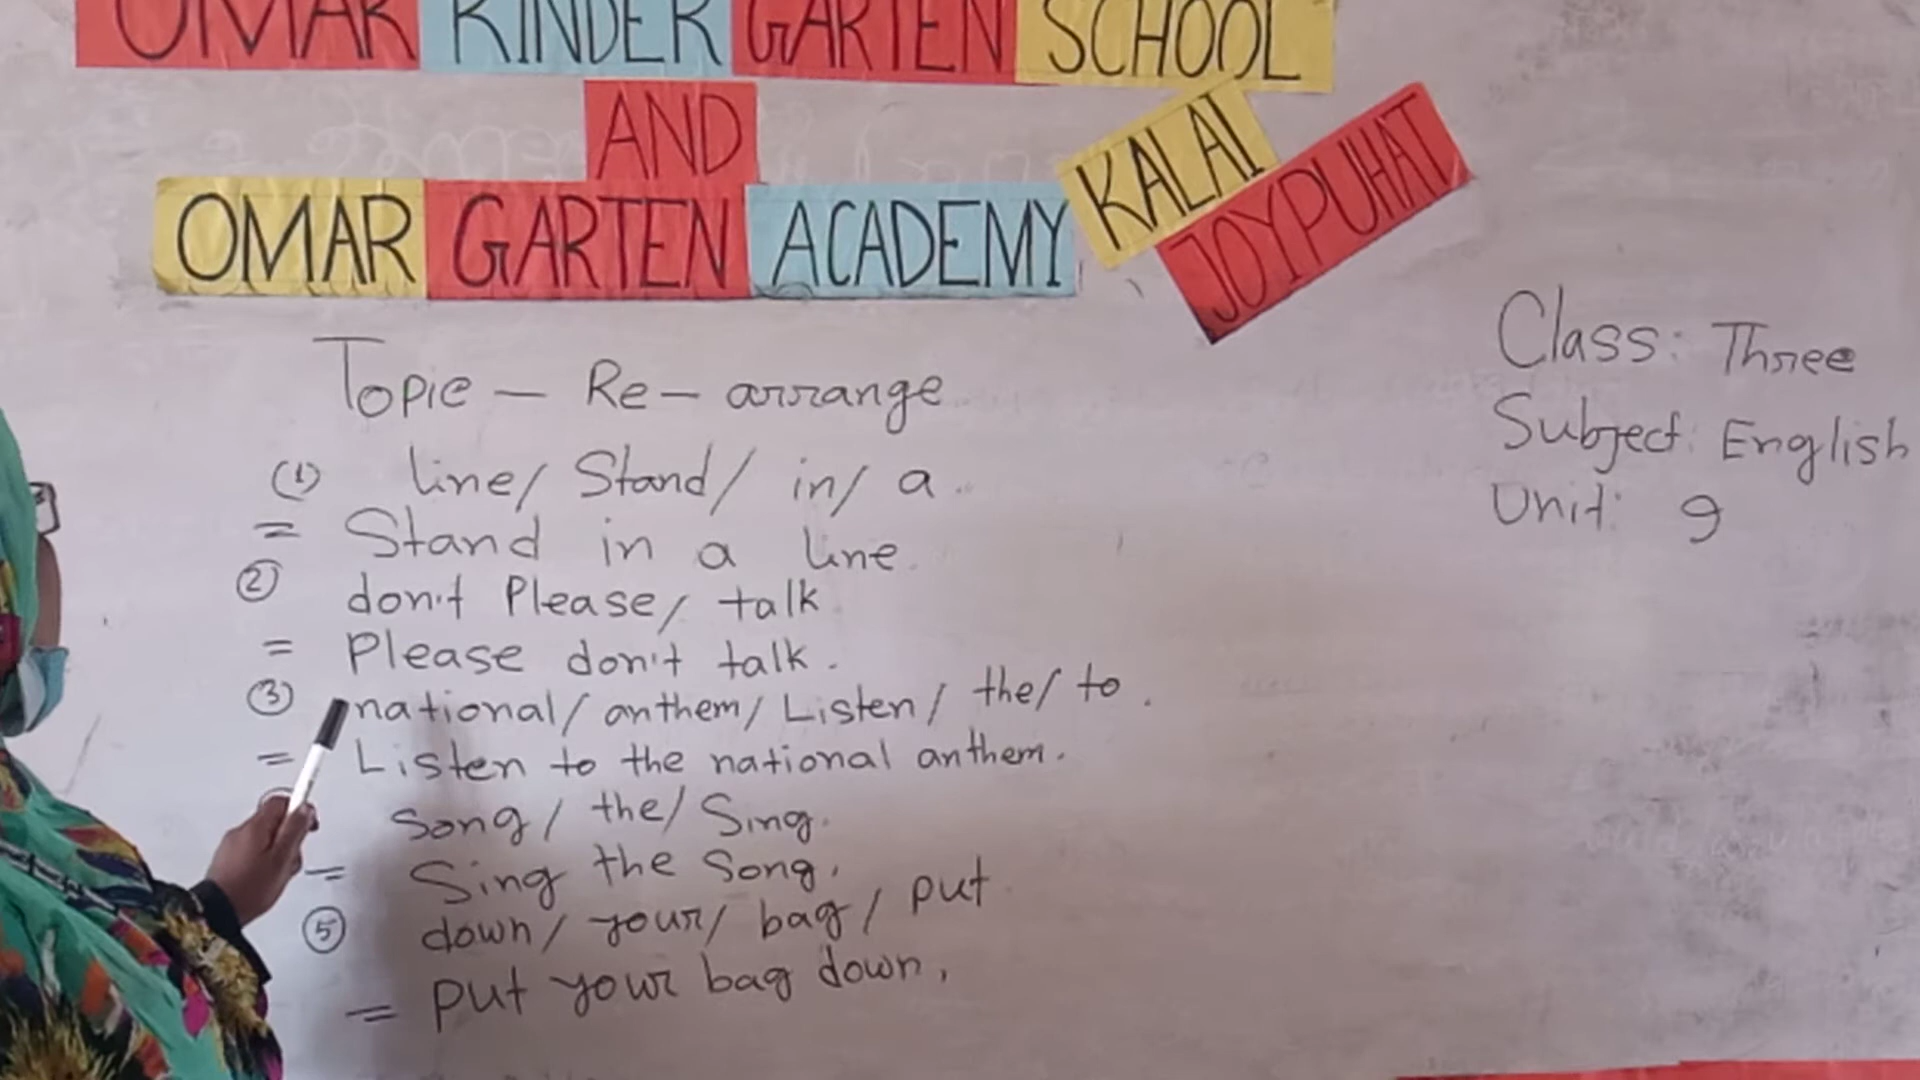 OMAR KINDER GARTEN SCHOOL
AND
OMAR GARTEN ACADEMY
KALAI
JOYPUHAT
Class: Three
Subject: English
Unit: 9
Topic — Re-arrange
(1) line/ Stand/ in/ a.
= Stand in a line.
② don't Please/ talk
= Please don't talk.
③ national/ anthem/ Listen/ the/ to.
= Listen to the national anthem.
Song/ the/ Sing.
= Sing the Song.
⑤ down/ your/ bag/ put
= put your bag down,